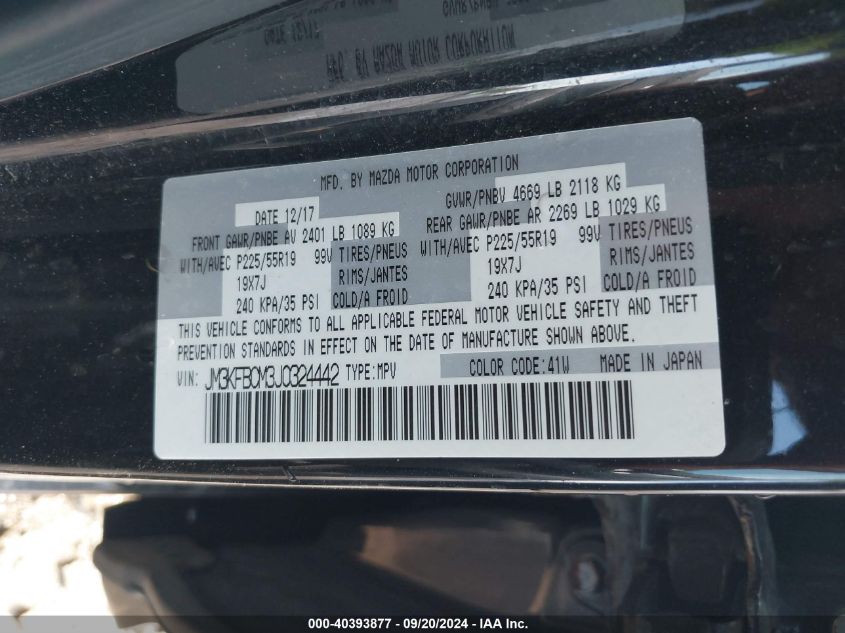 MFD. BY MAZDA MOTOR CORPORATION
DATE 12/17 GVWR/PNBV 4669 LB 2118 KG
FRONT GAWR/PNBE AV 2401 LB 1089 KG REAR GAWR/PNBE AR 2269 LB 1029 KG
WITH/AVEC P225/55R19 99V TIRES/PNEUS WITH/AVEC P225/55R19 99V TIRES/PNEUS
19X7J RIMS/JANTES 19X7J RIMS/JANTES
240 KPA/35 PSI COLD/A FROID 240 KPA/35 PSI COLD/A FROID
THIS VEHICLE CONFORMS TO ALL APPLICABLE FEDERAL MOTOR VEHICLE SAFETY AND THEFT
PREVENTION STANDARDS IN EFFECT ON THE DATE OF MANUFACTURE SHOWN ABOVE.
VIN: JM3KFB0M3J0324442 TYPE:MPV COLOR CODE:41W MADE IN JAPAN
000-40393877 - 09/20/2024 - IAA Inc.